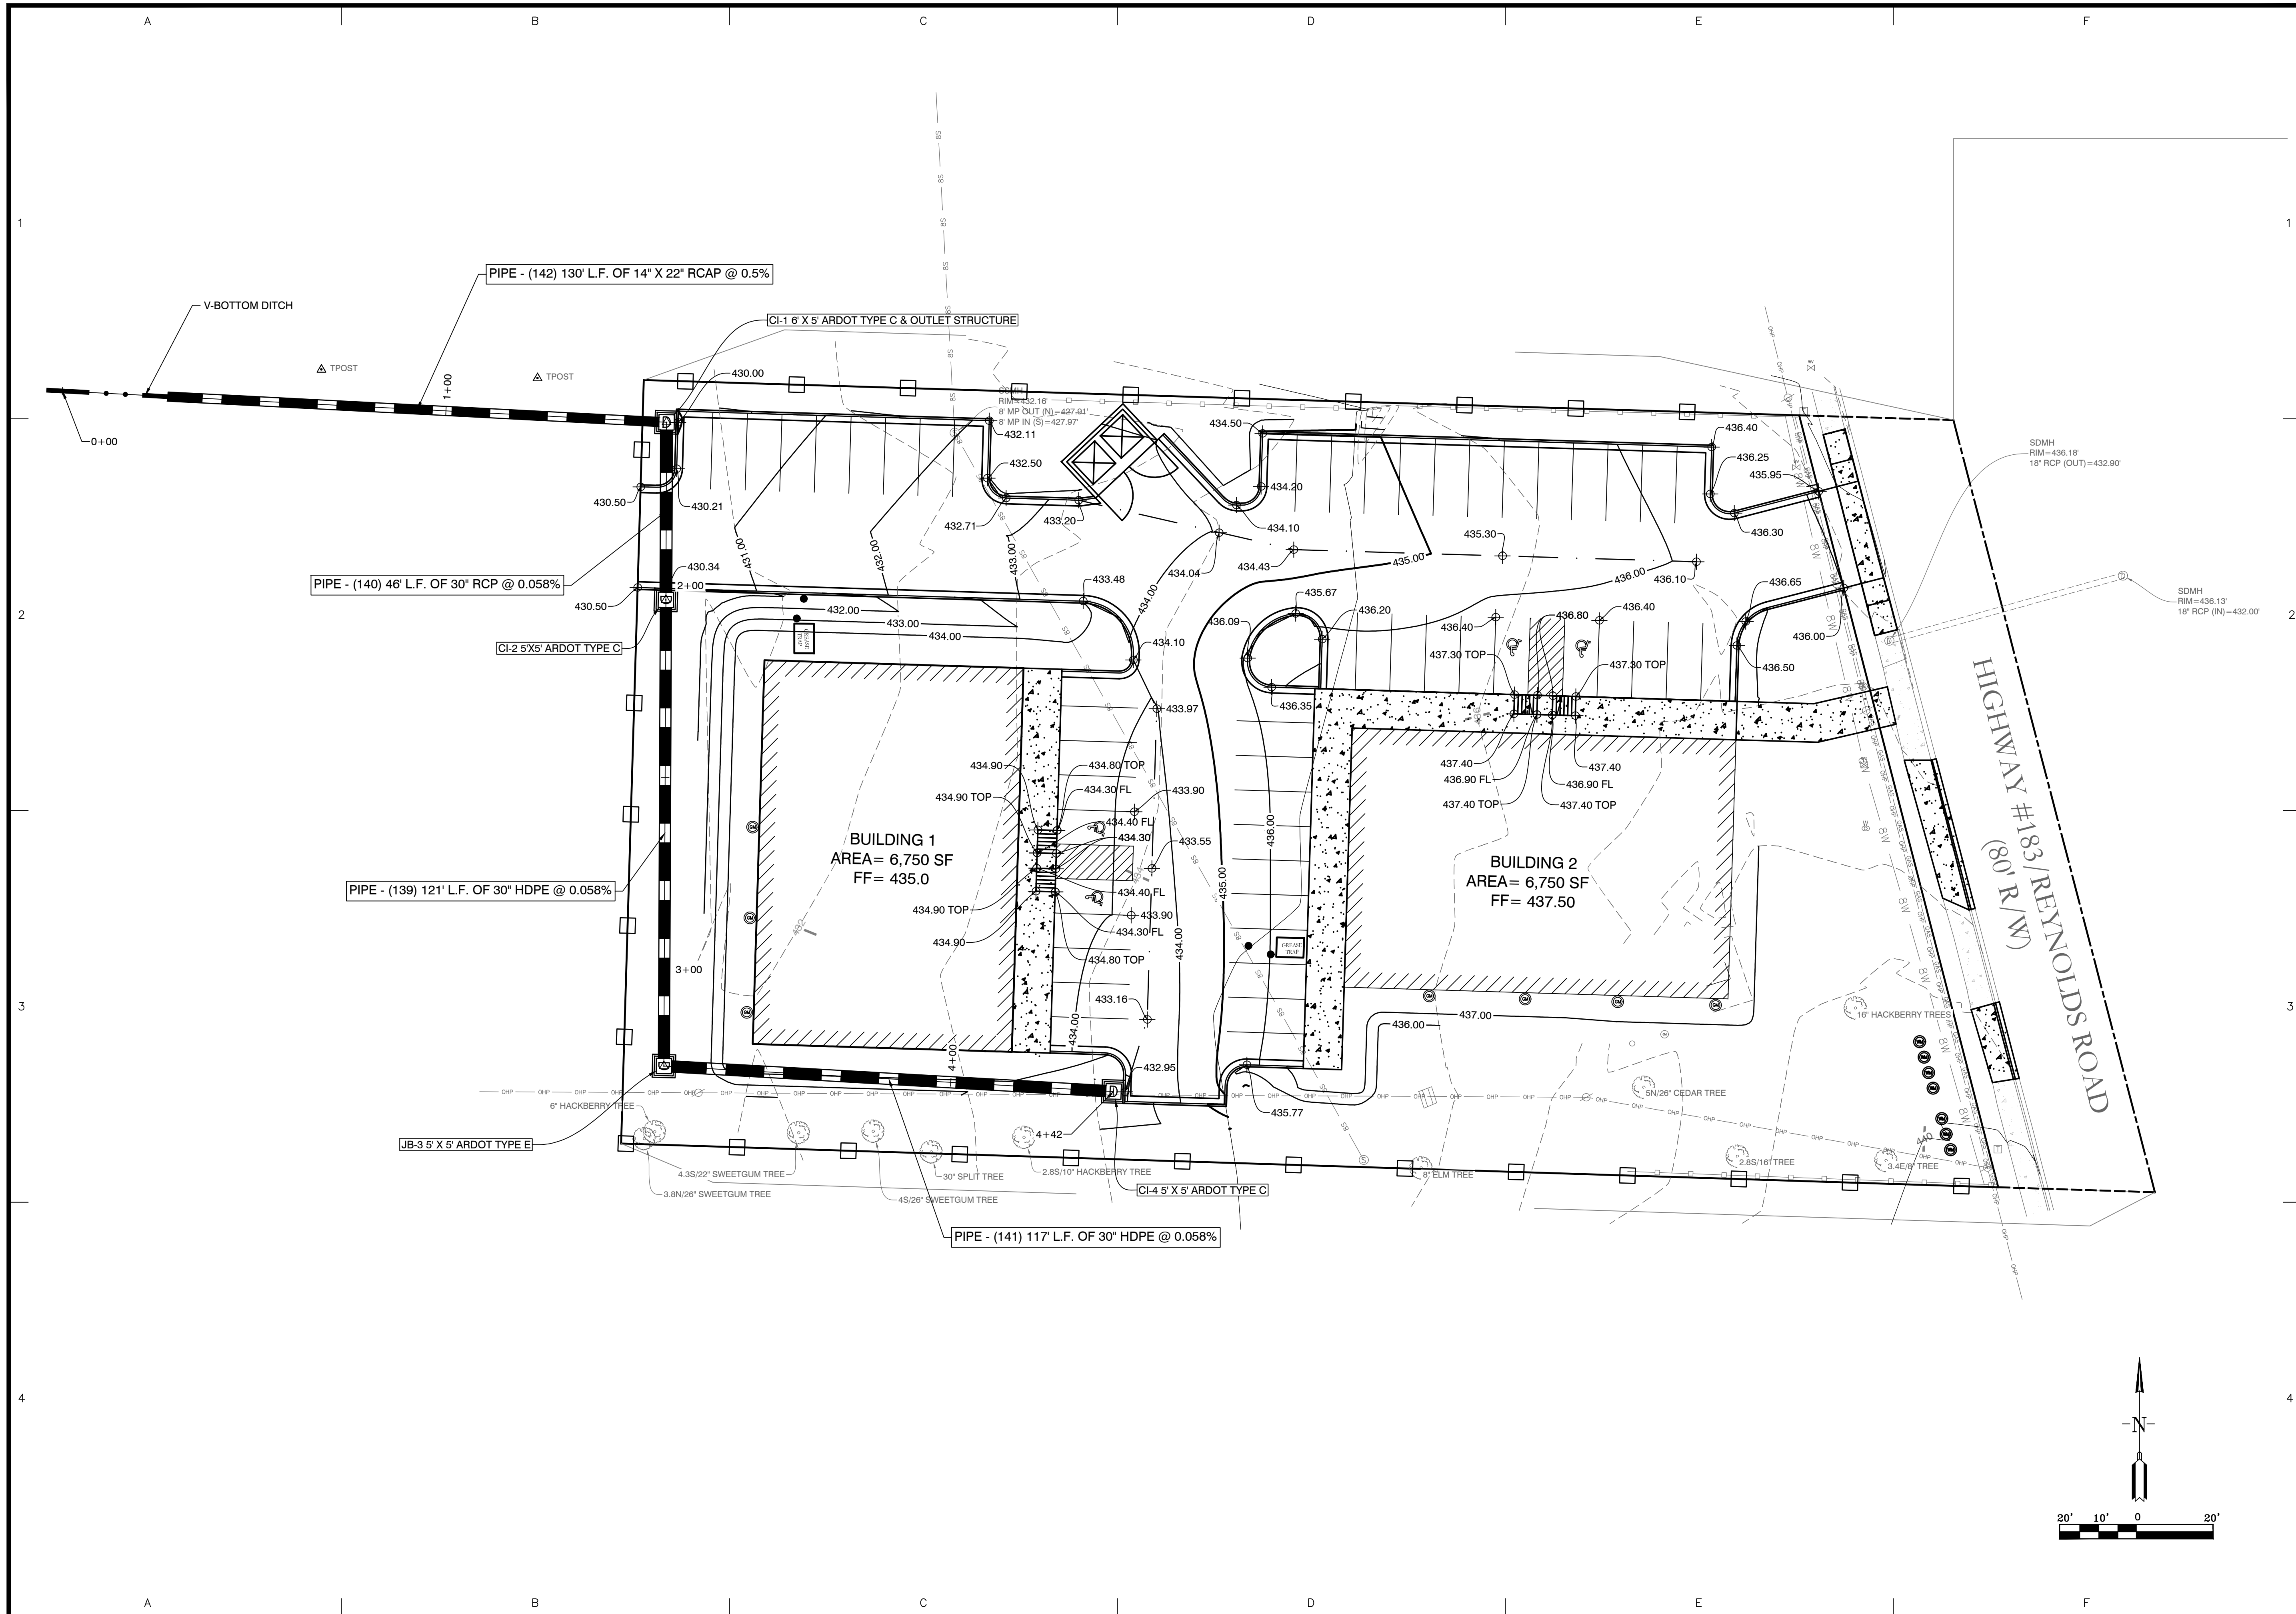 A
B
C
D
E
F
1
1
PIPE - (142) 130' L.F. OF 14" X 22" RCAP @ 0.5%
V-BOTTOM DITCH
CI-1 6' X 5' ARDOT TYPE C & OUTLET STRUCTURE
TPOST
TPOST
1+00
0+00
430.00
SSMH
RIM=432.16'
8" MP OUT (N)=427.91'
8" MP IN (S)=427.97'
432.11
432.50
434.50
436.40
436.25
435.95
SDMH
RIM=436.18'
18" RCP (OUT)=432.90'
430.50
430.21
432.71
433.20
434.20
434.10
435.30
436.30
431.00
432.00
433.00
434.04
434.43
435.00
436.00
436.10
PIPE - (140) 46' L.F. OF 30" RCP @ 0.058%
430.34
2+00
430.50
433.48
434.00
435.67
436.65
SDMH
RIM=436.13'
18" RCP (IN)=432.00'
2
2
432.00
433.00
434.00
436.09
436.20
436.40
436.80
436.40
436.00
CI-2 5'X5' ARDOT TYPE C
GREASE
TRAP
434.10
437.30 TOP
437.30 TOP
436.50
433.97
436.35
434.90
434.80 TOP
437.40
437.40
434.90 TOP
434.30 FL
433.90
436.90 FL
436.90 FL
437.40 TOP
437.40 TOP
434.40 FL
434.30
433.55
436.00
BUILDING 1
AREA= 6,750 SF
FF= 435.0
BUILDING 2
AREA= 6,750 SF
FF= 437.50
HIGHWAY #183/REYNOLDS ROAD
(80' R/W)
PIPE - (139) 121' L.F. OF 30" HDPE @ 0.058%
434.40 FL
435.00
434.90 TOP
433.90
432
434.30 FL
434.90
434.00
434.80 TOP
GREASE
TRAP
3+00
433.16
3
3
434.00
436.00
437.00
16" HACKBERRY TREES
4+00
432.95
435.77
5N/26" CEDAR TREE
6" HACKBERRY TREE
4+42
JB-3 5' X 5' ARDOT TYPE E
440
4.3S/22" SWEETGUM TREE
30" SPLIT TREE
2.8S/10" HACKBERRY TREE
8" ELM TREE
2.8S/16" TREE
3.4E/8" TREE
3.8N/26" SWEETGUM TREE
4S/26" SWEETGUM TREE
CI-4 5' X 5' ARDOT TYPE C
PIPE - (141) 117' L.F. OF 30" HDPE @ 0.058%
4
4
N
20' 10' 0 20'
A
B
C
D
E
F